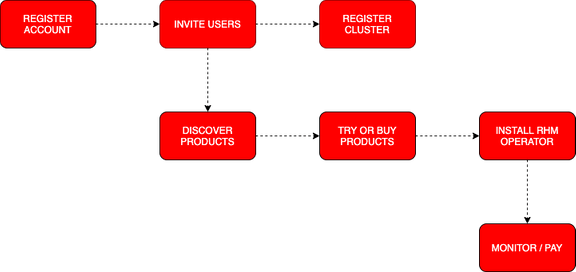 REGISTER
ACCOUNT
INVITE USERS
REGISTER
CLUSTER
DISCOVER
PRODUCTS
TRY OR BUY
PRODUCTS
INSTALL RHM
OPERATOR
MONITOR / PAY